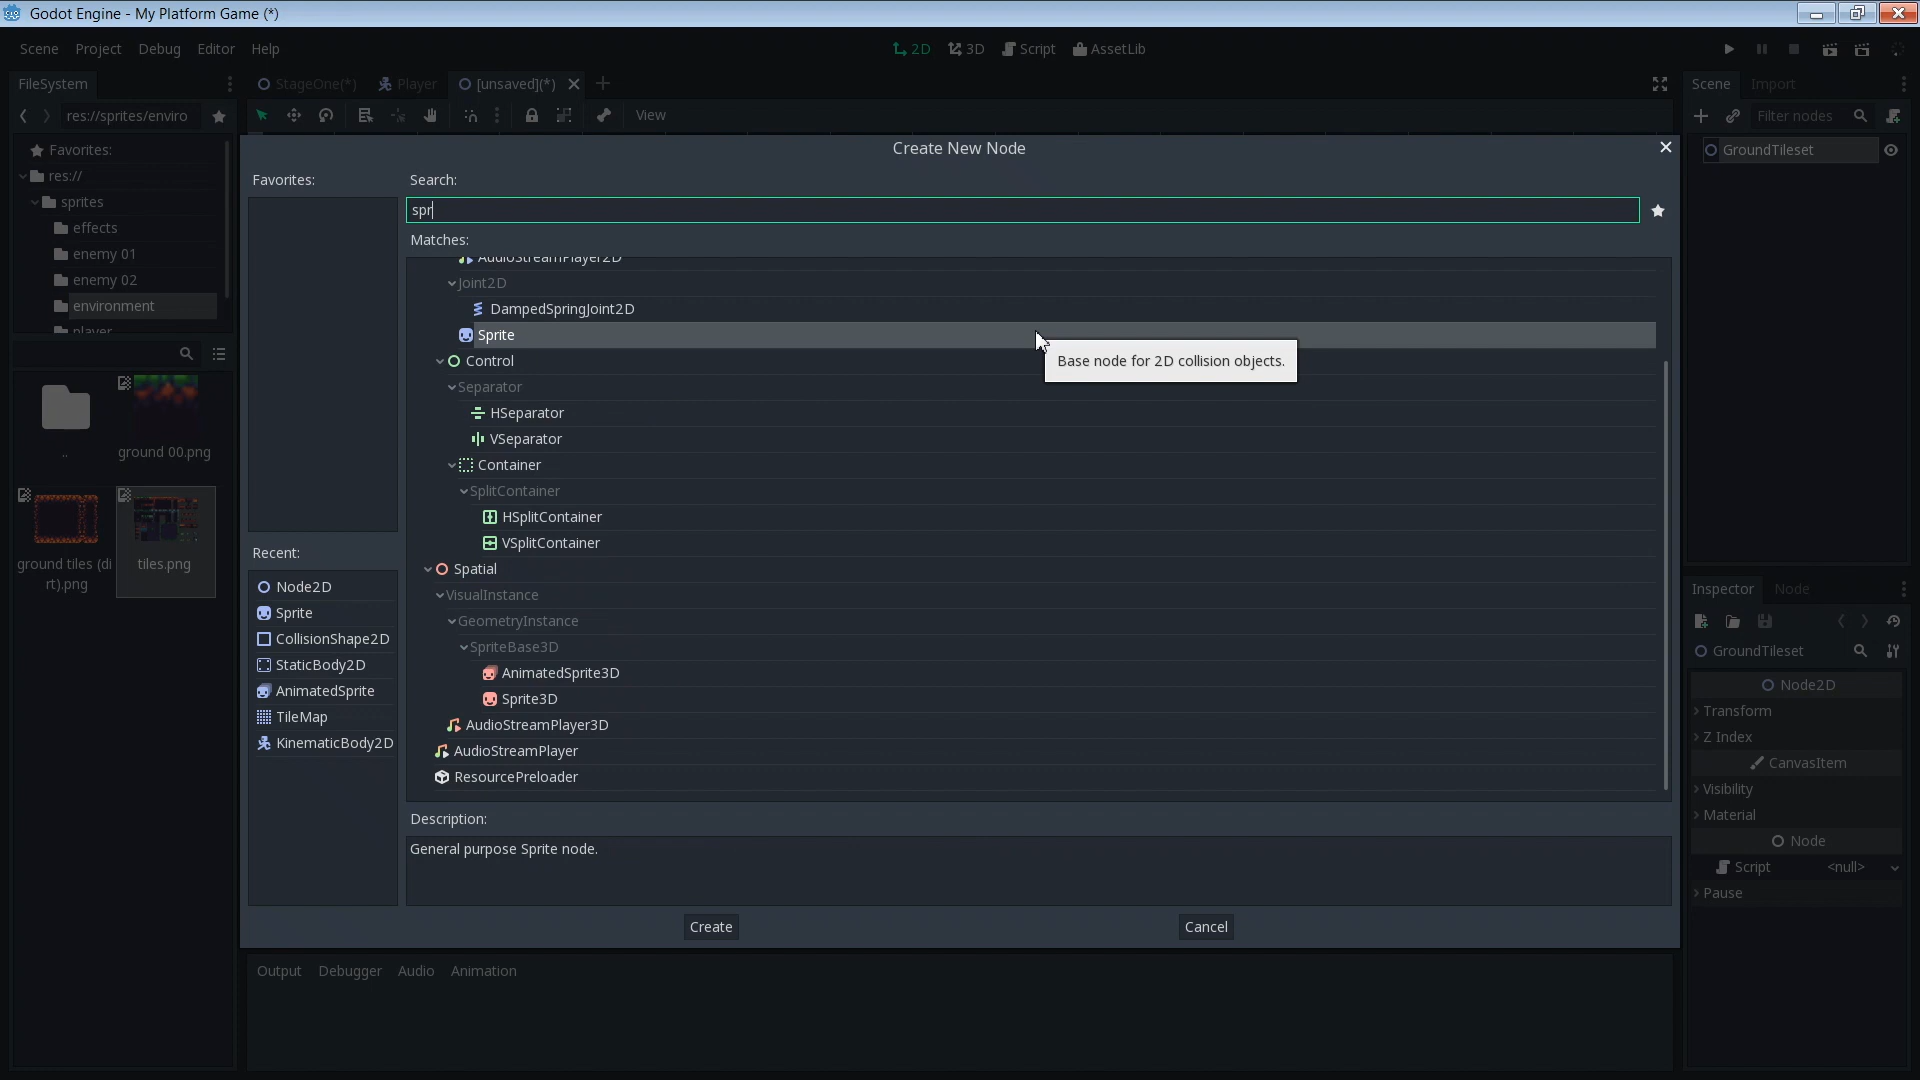 Godot Engine - My Platform Game (*)
Scene Project Debug Editor Help
2D 3D Script AssetLib
FileSystem
StageOne(*) Player [unsaved](*)
Scene Import
res://sprites/enviro
View
Filter nodes
Favorites:
res://
sprites
effects
enemy 01
enemy 02
environment
player
..
ground 00.png
ground tiles (di
rt).png
tiles.png
Create New Node
Favorites:
Recent:
Node2D
Sprite
CollisionShape2D
StaticBody2D
AnimatedSprite
TileMap
KinematicBody2D
Search:
spr
Matches:
AudioStreamPlayer2D
Joint2D
DampedSpringJoint2D
Sprite
Base node for 2D collision objects.
Control
Separator
HSeparator
VSeparator
Container
SplitContainer
HSplitContainer
VSplitContainer
Spatial
VisualInstance
GeometryInstance
SpriteBase3D
AnimatedSprite3D
Sprite3D
AudioStreamPlayer3D
AudioStreamPlayer
ResourcePreloader
Description:
General purpose Sprite node.
Create Cancel
Output Debugger Audio Animation
GroundTileset
Inspector Node
GroundTileset
Node2D
Transform
Z Index
CanvasItem
Visibility
Material
Node
Script <null>
Pause